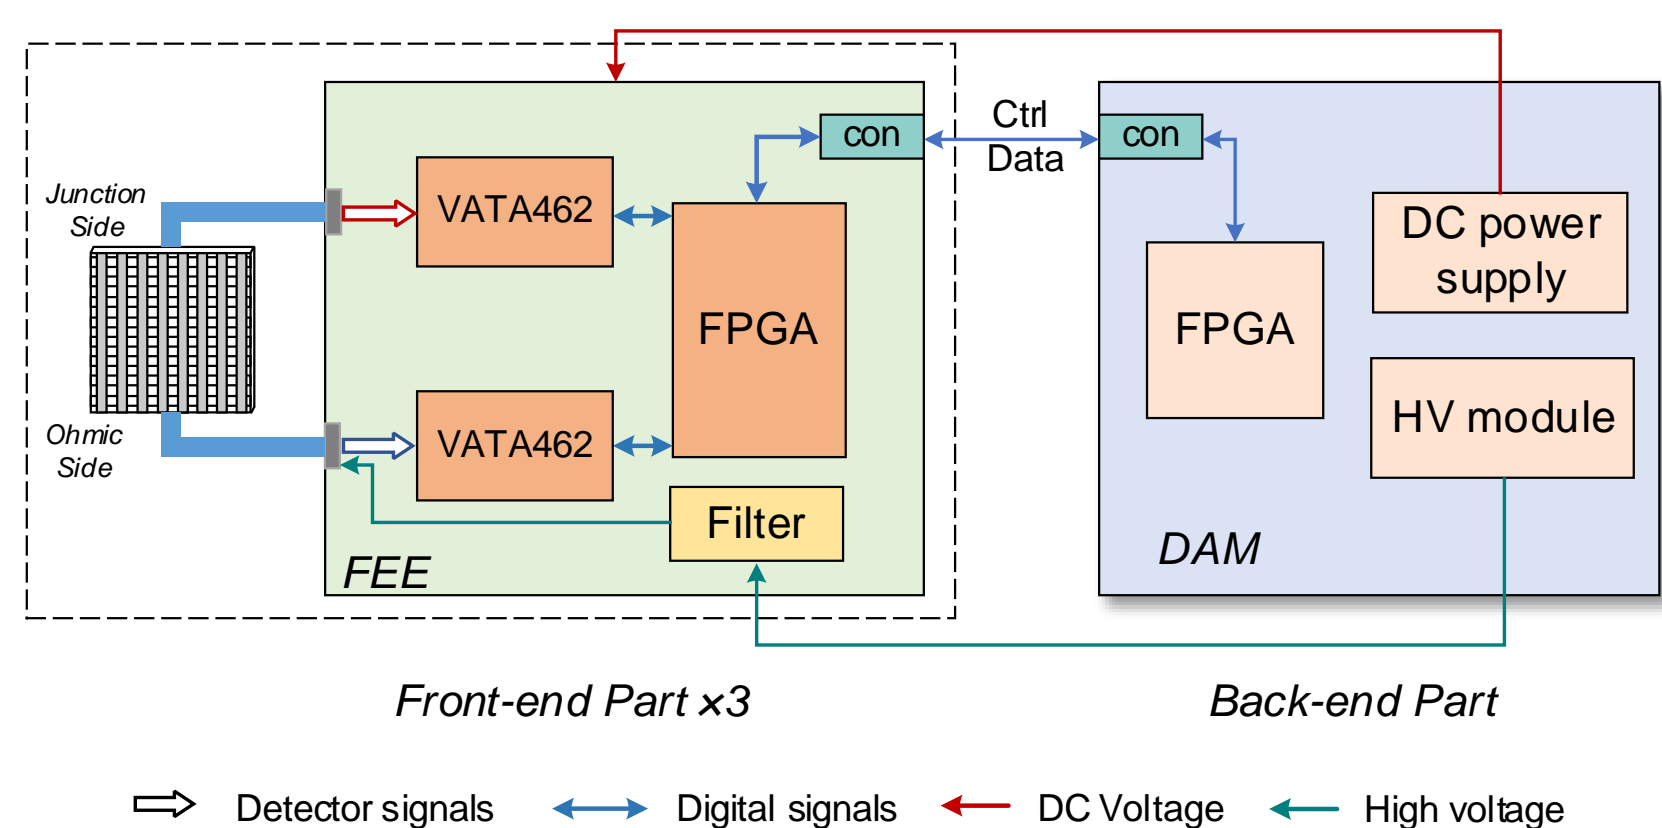 Junction
Side
Ohmic
Side
VATA462
VATA462
FPGA
con
Filter
FEE
Ctrl
Data
con
FPGA
DC power
supply
HV module
DAM
Front-end Part ×3
Back-end Part
Detector signals
Digital signals
DC Voltage
High voltage